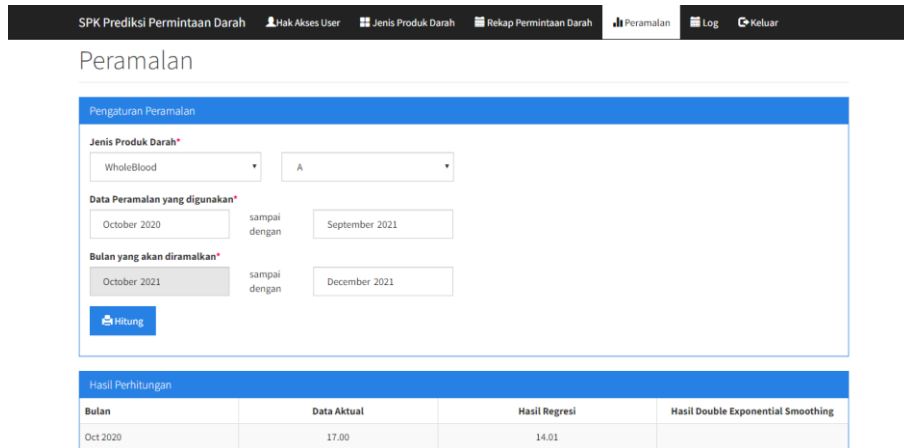 SPK Prediksi Permintaan Darah Hak Akses User Jenis Produk Darah Rekap Permintaan Darah Peramalan Log Keluar
Peramalan
Pengaturan Peramalan
Jenis Produk Darah*
WholeBlood A
Data Peramalan yang digunakan*
October 2020 sampai dengan September 2021
Bulan yang akan diramalkan*
October 2021 sampai dengan December 2021
Hitung
Hasil Perhitungan
Bulan Data Aktual Hasil Regresi Hasil Double Exponential Smoothing
Oct 2020 17.00 14.01